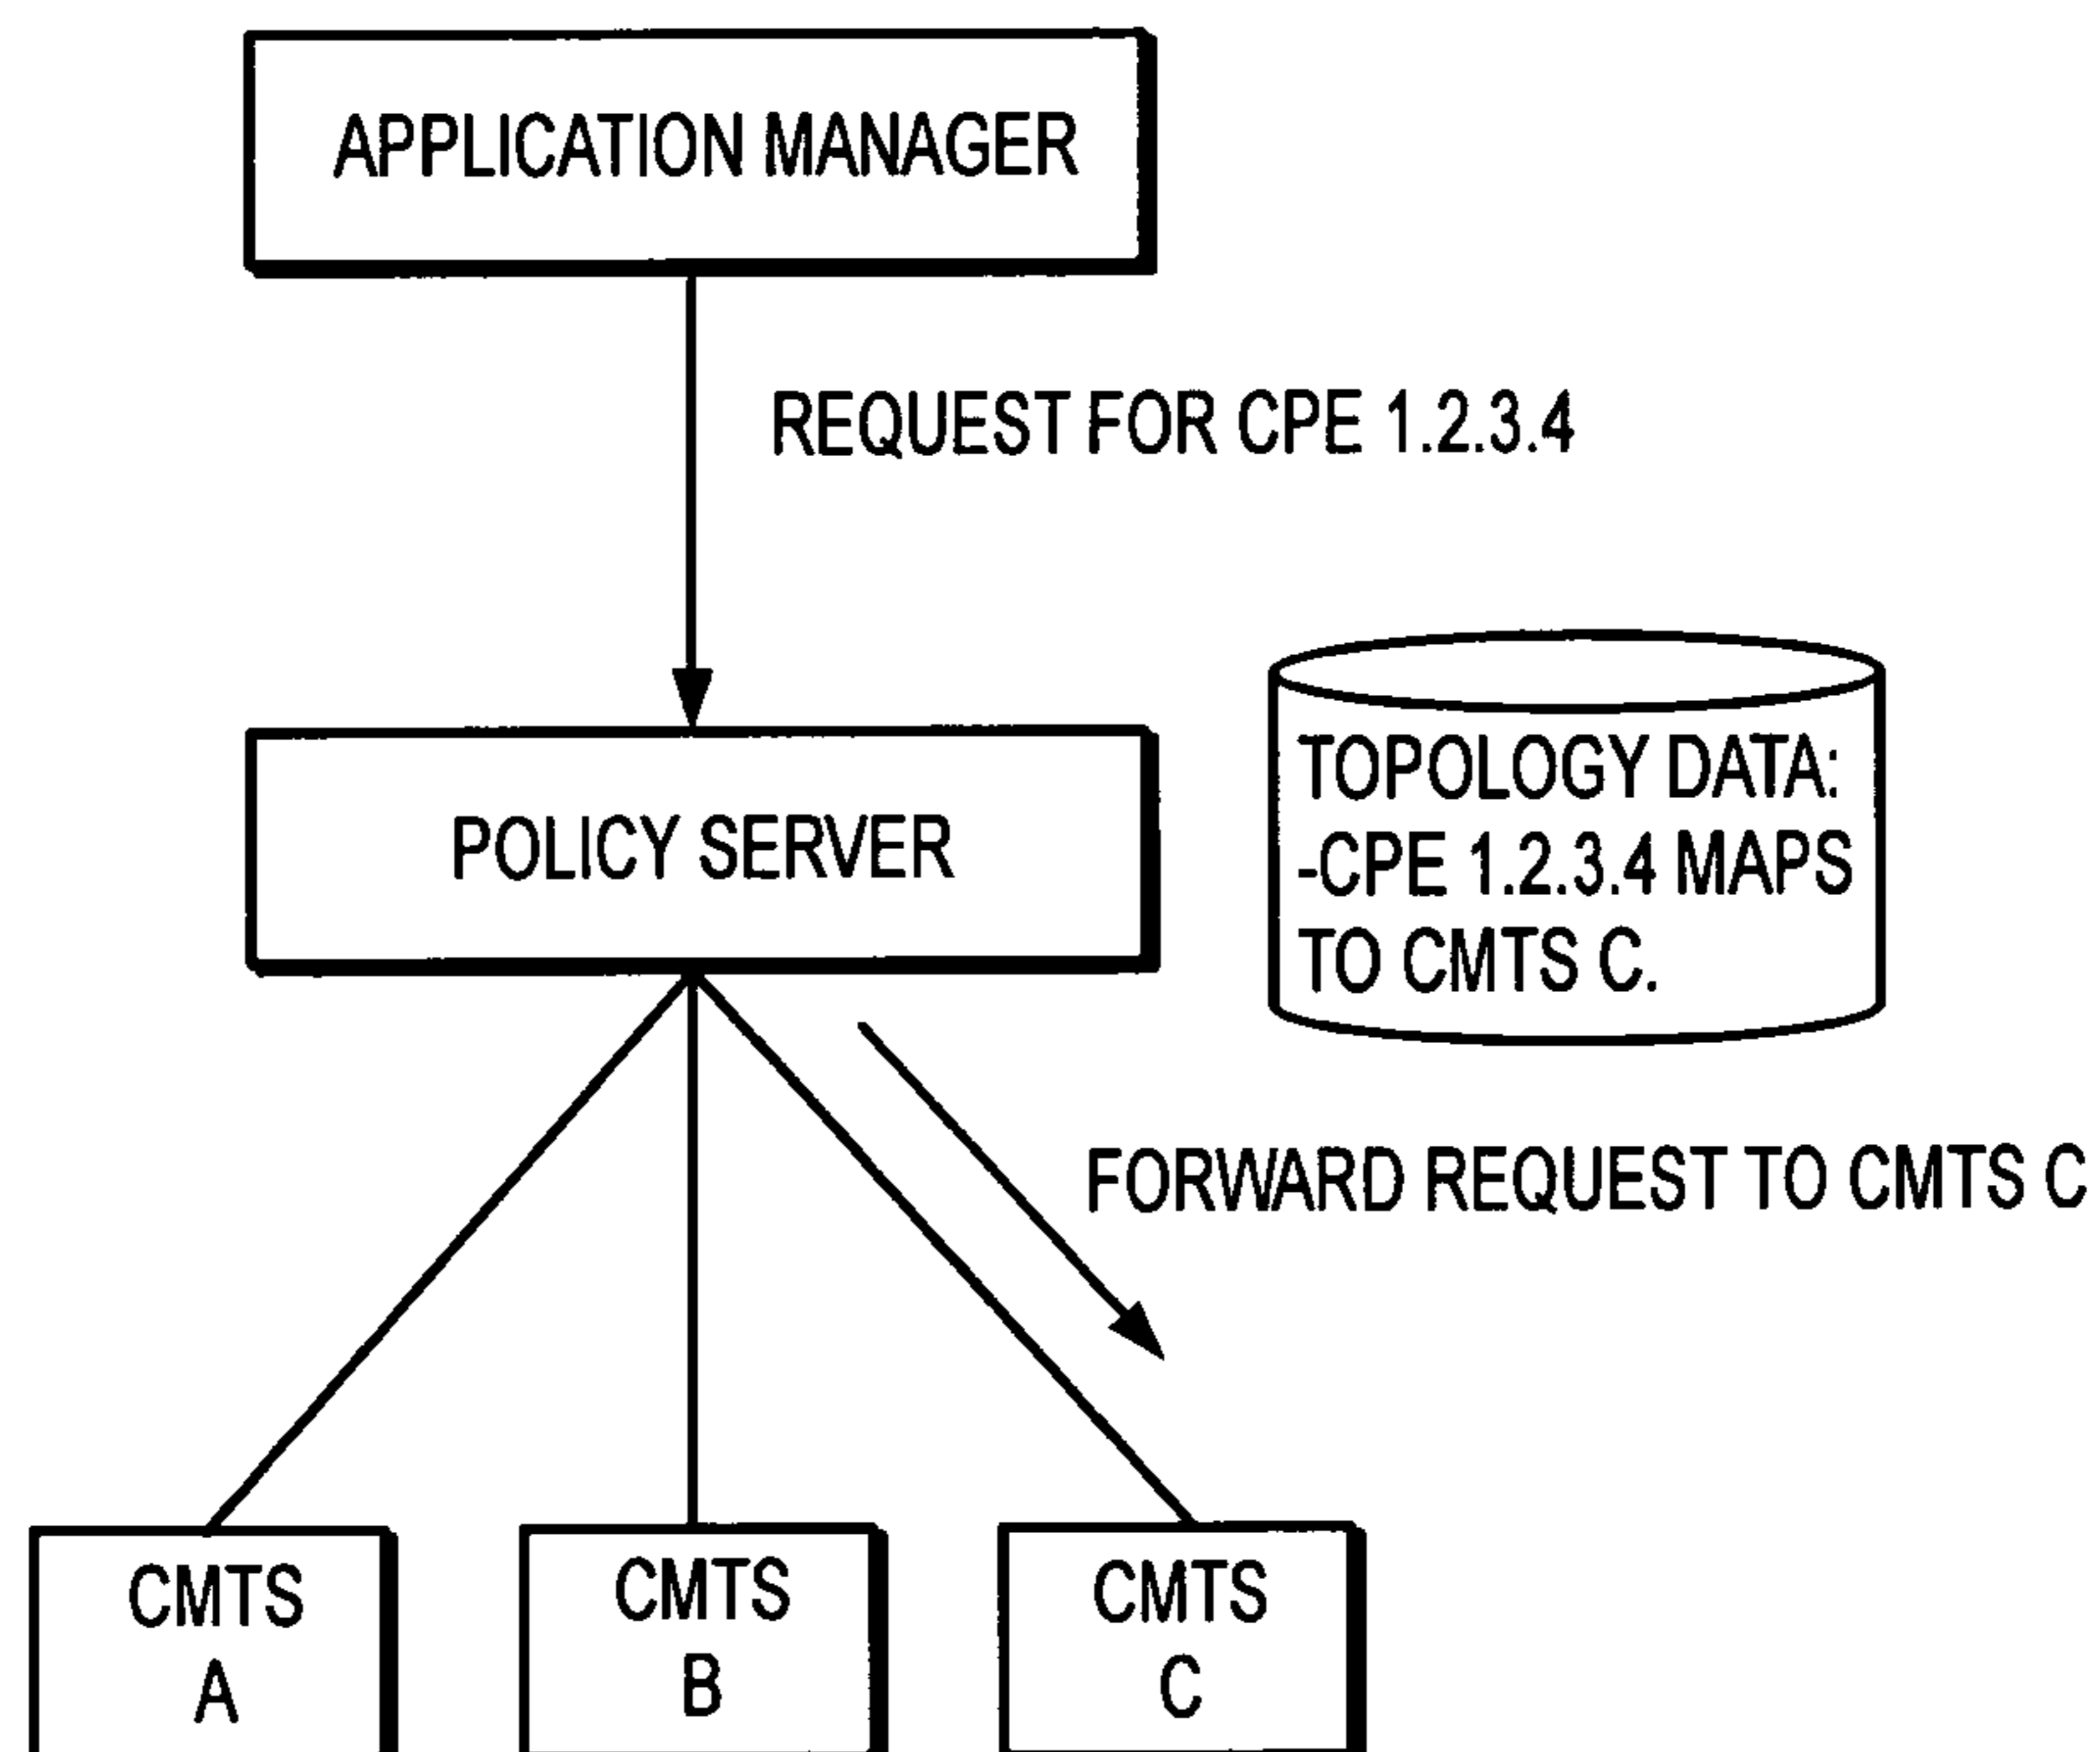 APPLICATION MANAGER
REQUEST FOR CPE 1.2.3.4
POLICY SERVER
TOPOLOGY DATA:
-CPE 1.2.3.4 MAPS
TO CMTS C.
FORWARD REQUEST TO CMTS C
CMTS
A
CMTS
B
CMTS
C